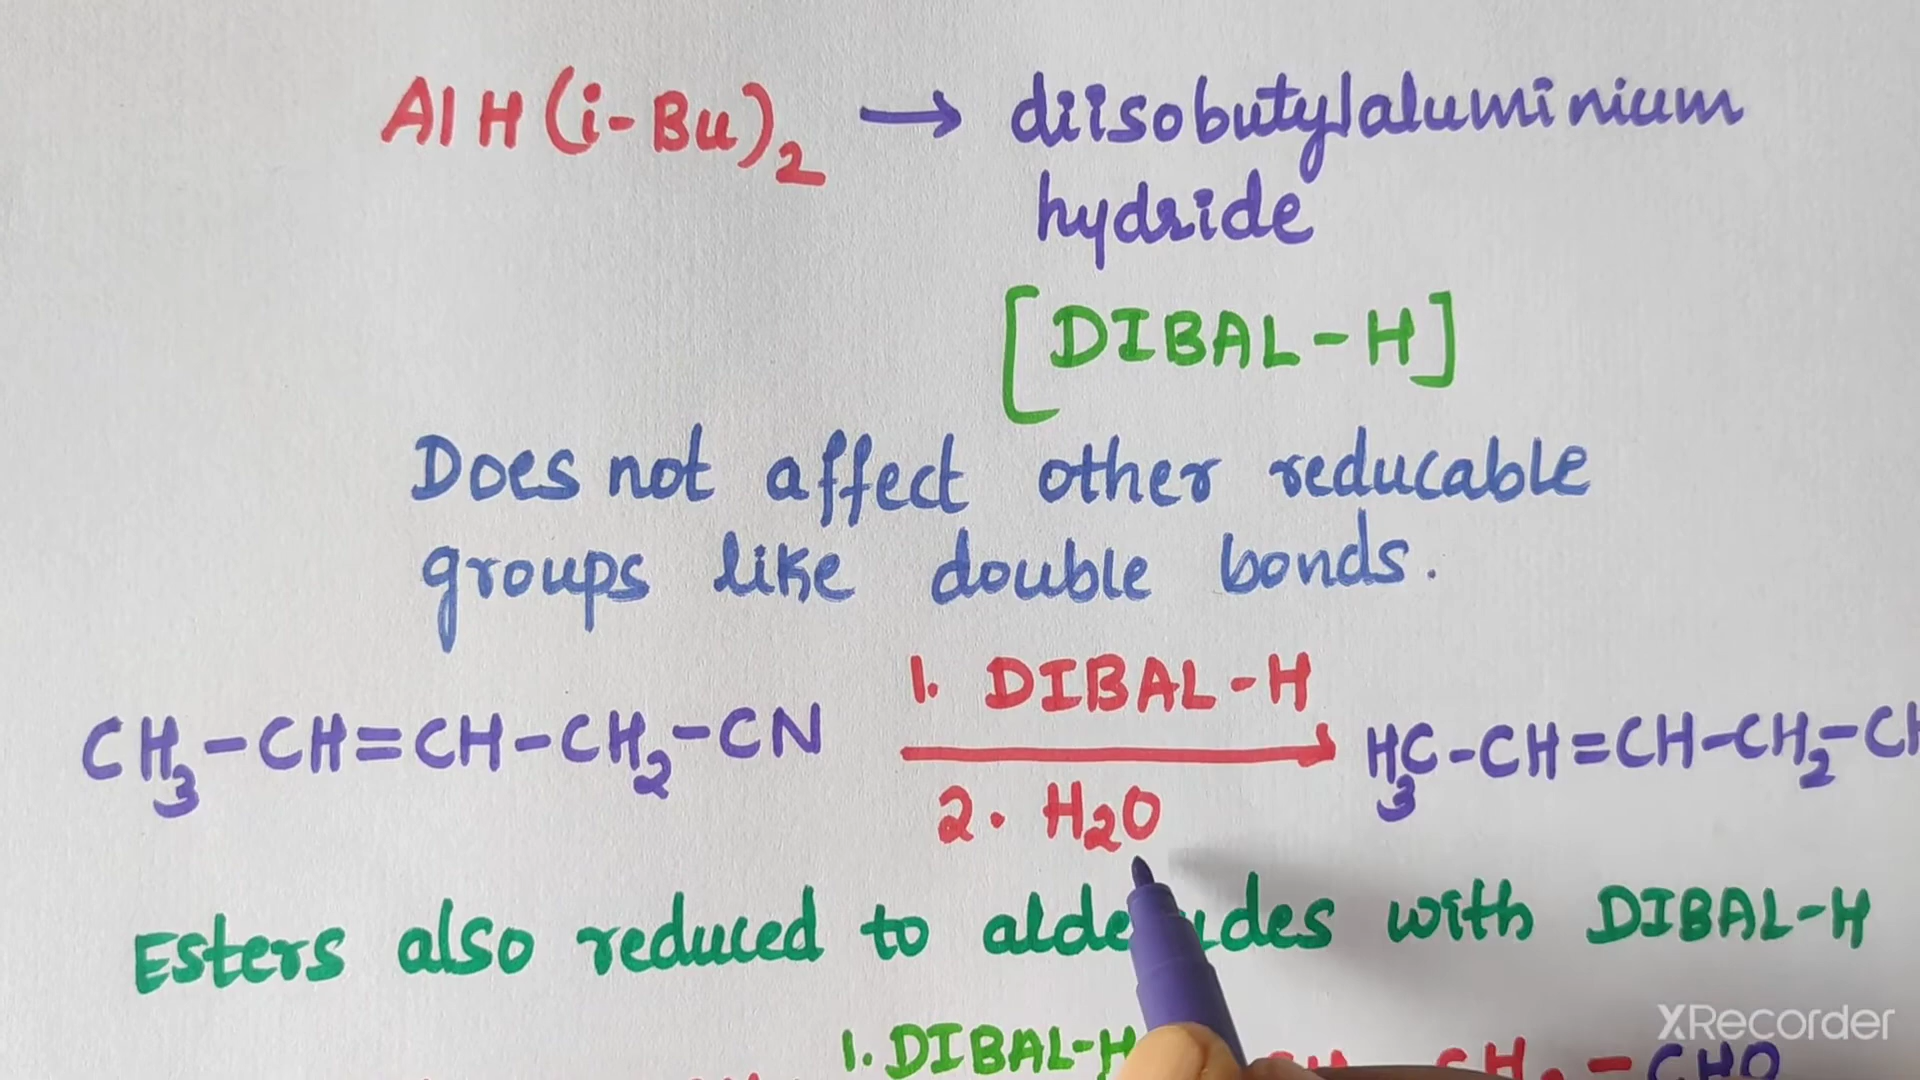 AlH(i-Bu)₂ → diisobutylaluminium
hydride
[DIBAL-H]
Does not affect other reducable
groups like double bonds.
1. DIBAL-H
CH₃-CH=CH-CH₂-CN → H₃C-CH=CH-CH₂-CH
2. H₂O
Esters also reduced to with DIBAL-H
1. DIBAL-H
-CHO
XRecorder